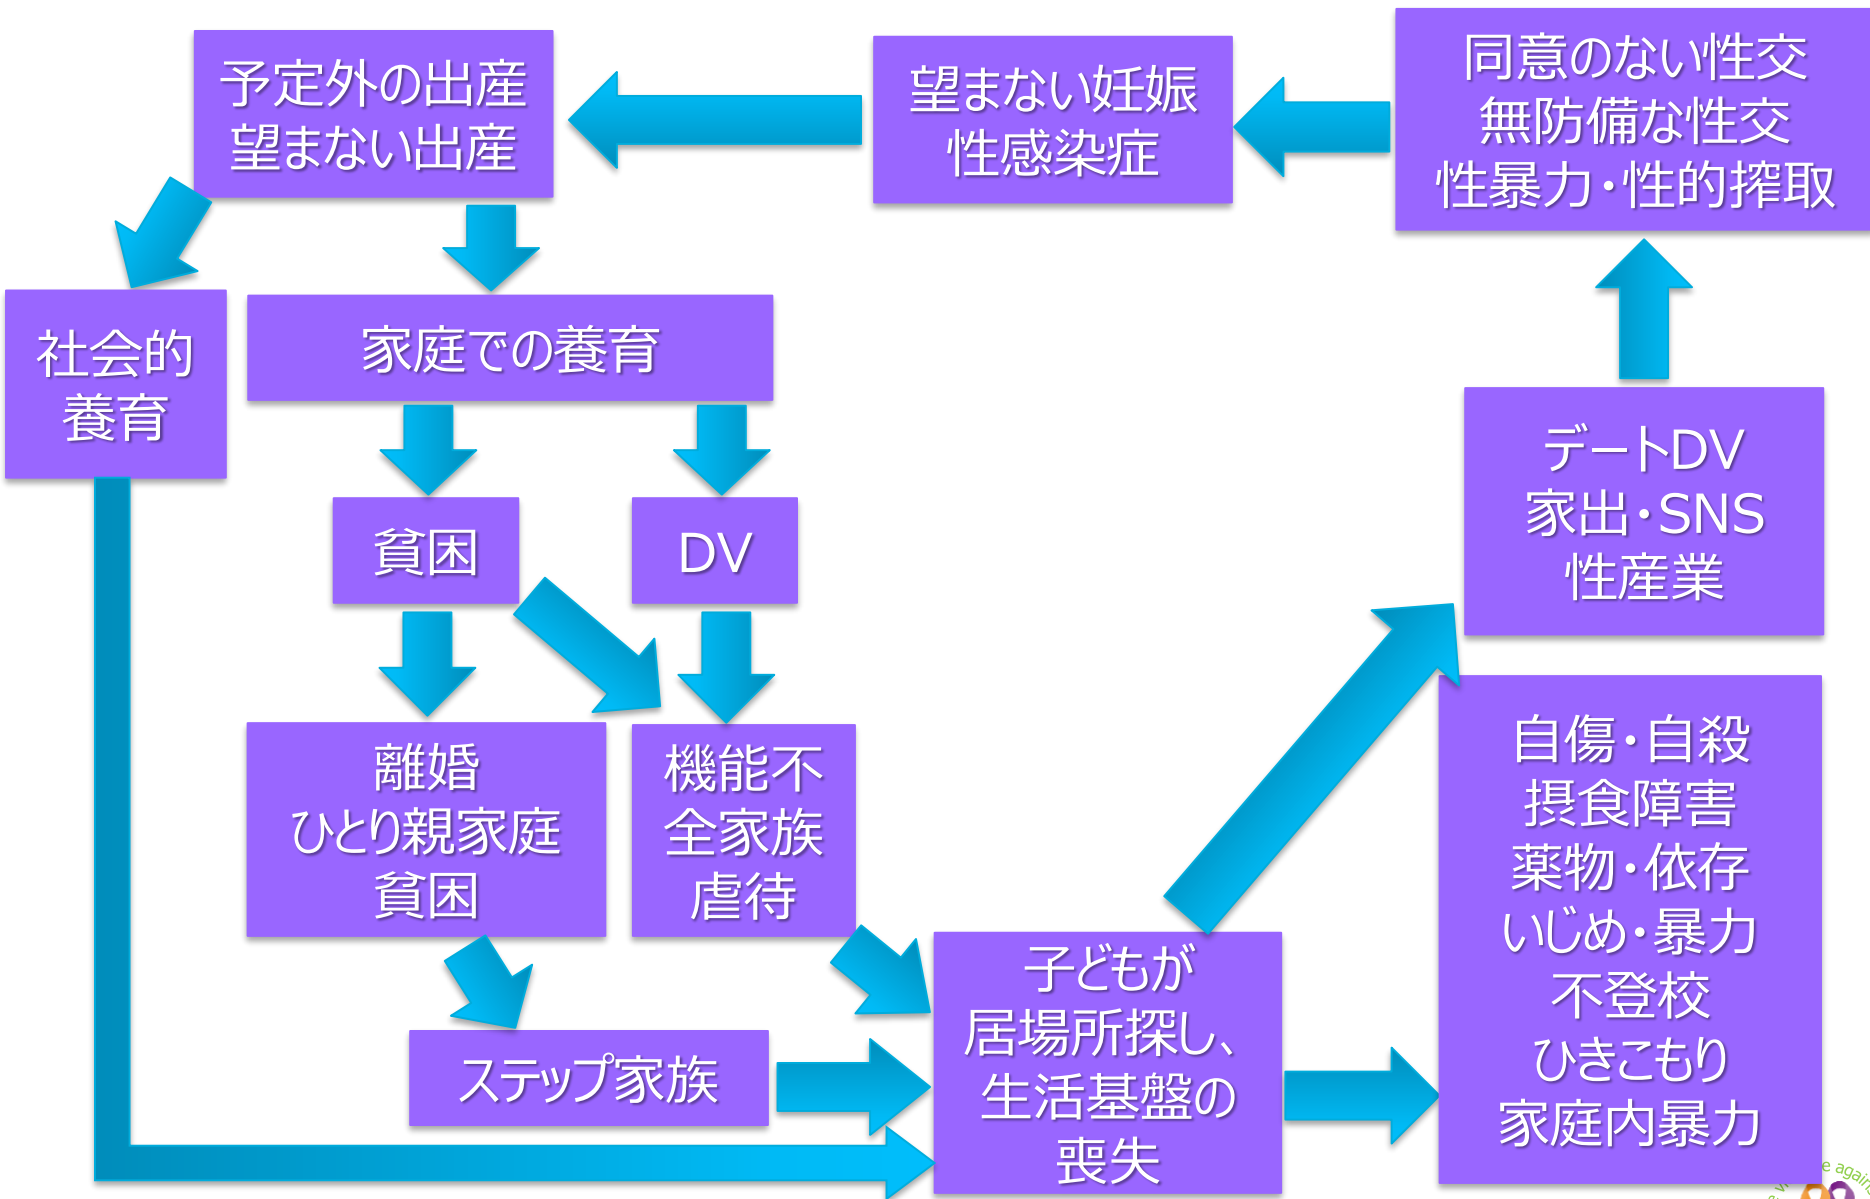 予定外の出産
望まない出産
望まない妊娠
性感染症
同意のない性交
無防備な性交
性暴力・性的搾取
社会的
養育
家庭での養育
貧困
DV
デートDV
家出・SNS
性産業
離婚
ひとり親家庭
貧困
機能不
全家族
虐待
自傷・自殺
摂食障害
薬物・依存
いじめ・暴力
不登校
ひきこもり
家庭内暴力
ステップ家族
子どもが
居場所探し、
生活基盤の
喪失